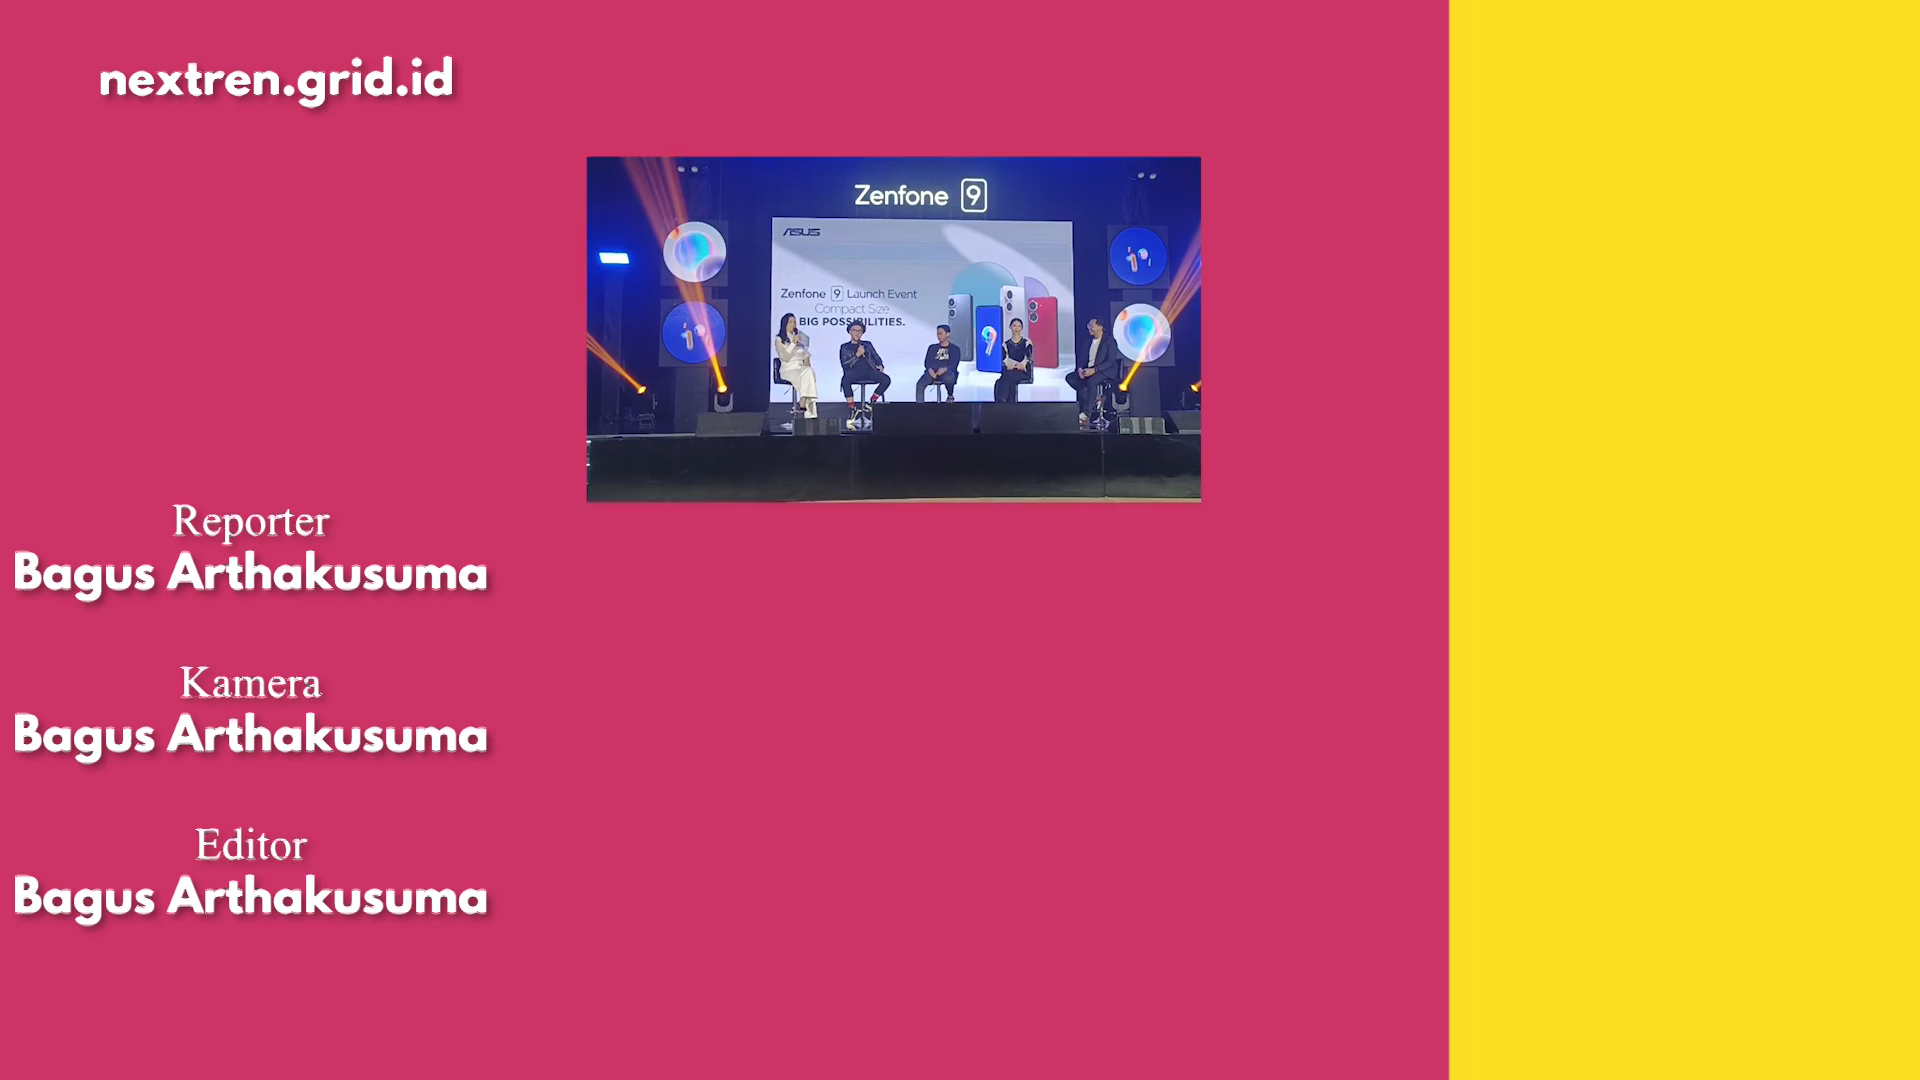 nextren.grid.id
Zenfone 9
ASUS
Zenfone 9 Launch Event
Compact Size
BIG POSSIBILITIES.
Reporter
Bagus Arthakusuma
Kamera
Bagus Arthakusuma
Editor
Bagus Arthakusuma